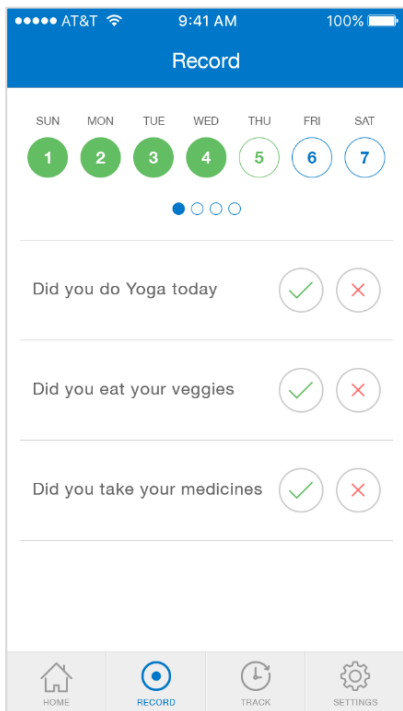 AT&T 9:41 AM 100%
Record
SUN MON TUE WED THU FRI SAT
1 2 3 4 5 6 7
Did you do Yoga today
Did you eat your veggies
Did you take your medicines
HOME RECORD TRACK SETTINGS